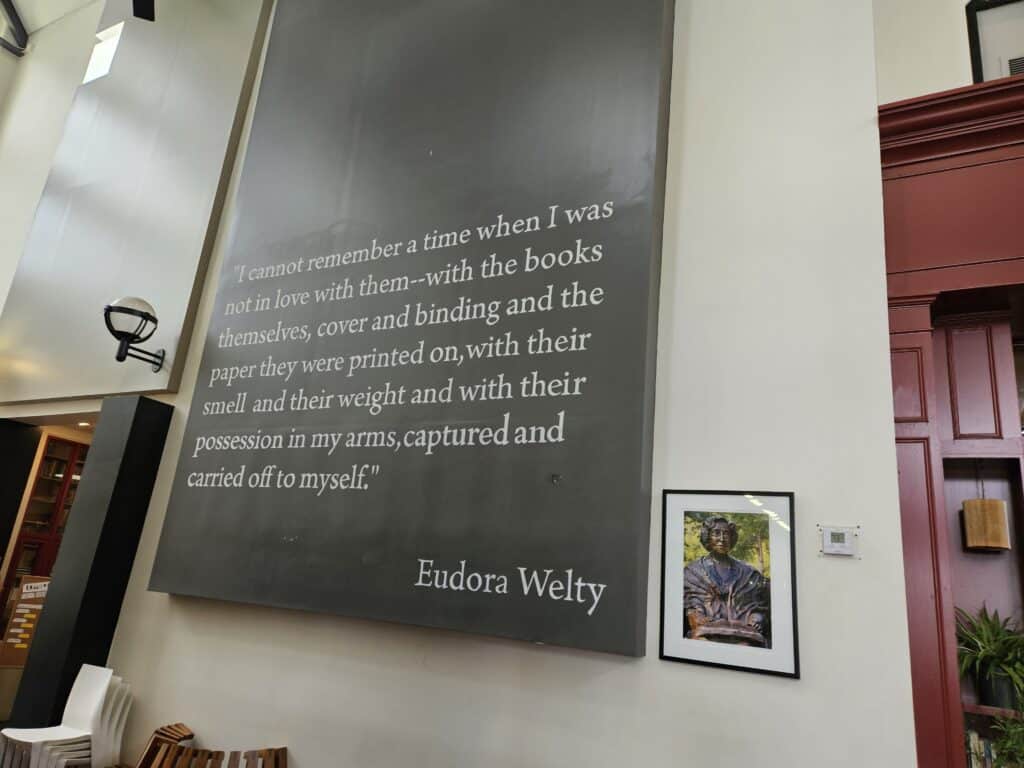 "I cannot remember a time when I was
not in love with them--with the books
themselves, cover and binding and the
paper they were printed on,with their
smell and their weight and with their
possession in my arms,captured and
carried off to myself."
Eudora Welty